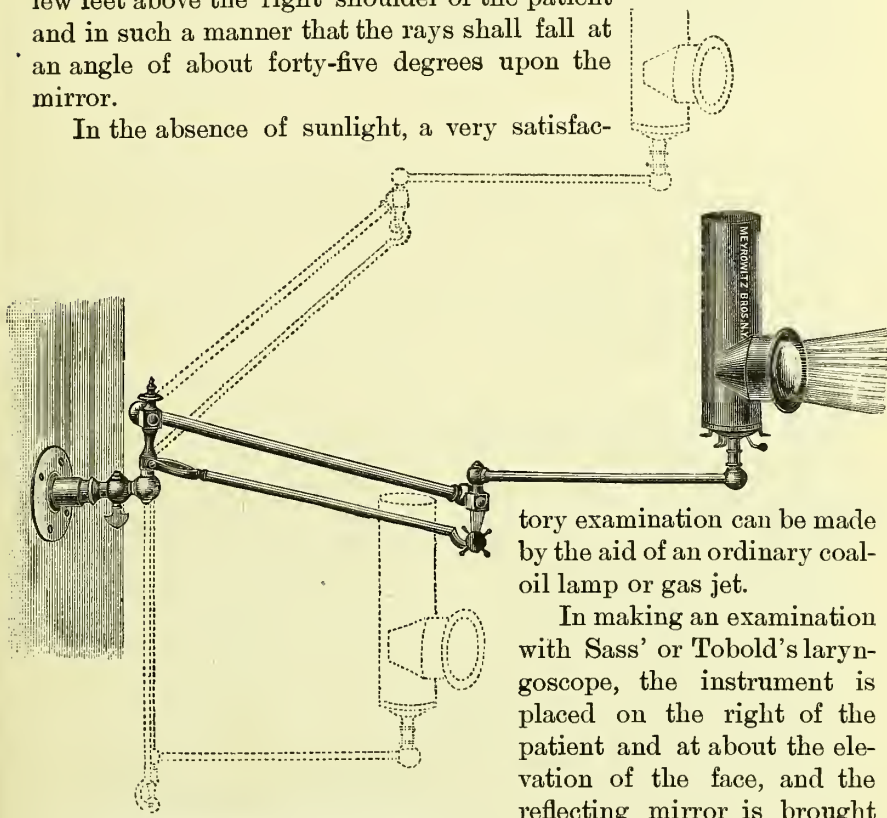 few feet above the right shoulder of the patient
and in such a manner that the rays shall fall at
an angle of about forty-five degrees upon the
mirror.
In the absence of sunlight, a very satisfac-
MEYROWITZ BROS. N.Y.
tory examination can be made
by the aid of an ordinary coal-
oil lamp or gas jet.
In making an examination
with Sass' or Tobold's laryn-
goscope, the instrument is
placed on the right of the
patient and at about the ele-
vation of the face, and the
reflecting mirror is brought